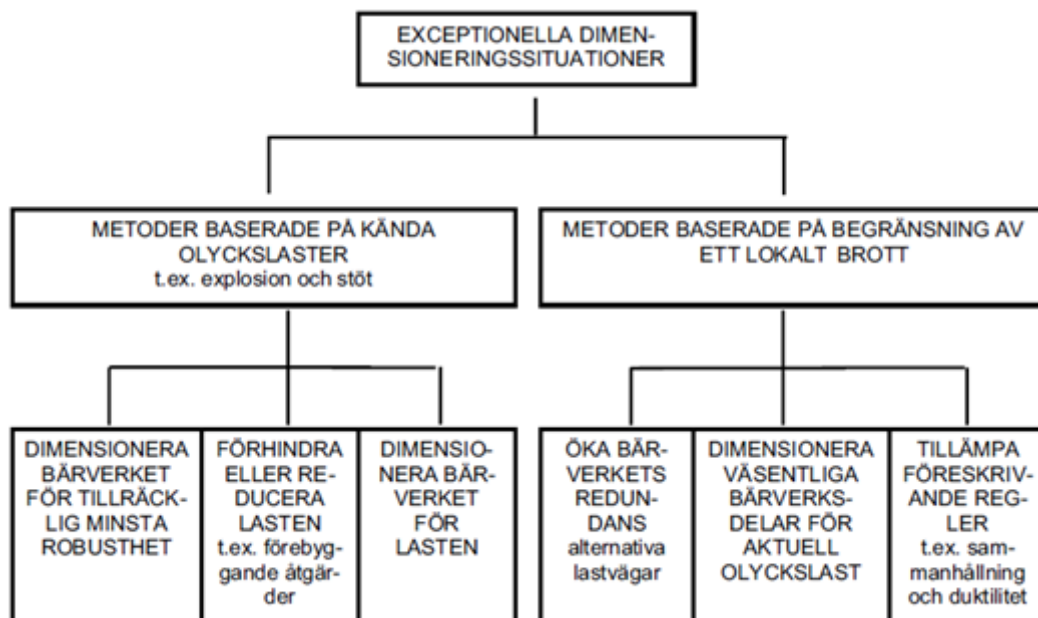 EXCEPTIONELLA DIMEN-
SIONERINGSSITUATIONER
METODER BASERADE PÅ KÄNDA
OLYCKSLASTER
t.ex. explosion och stöt
METODER BASERADE PÅ BEGRÄNSNING AV
ETT LOKALT BROTT
DIMENSIONERA
BÄRVERKET
FÖR TILLRÄCK-
LIG MINSTA
ROBUSTHET
FÖRHINDRA
ELLER RE-
DUCERA
LASTEN
t.ex. förebyg-
gande åtgär-
der
DIMENSIO-
NERA BÄR-
VERKET
FÖR
LASTEN
ÖKA BÄR-
VERKETS
REDUN-
DANS
alternativa
lastvägar
DIMENSIONERA
VÄSENTLIGA
BÄRVERKS-
DELAR FÖR
AKTUELL
OLYCKSLAST
TILLÄMPA
FÖRESKRIV-
ANDE REG-
LER
t.ex. sam-
manhållning
och duktilitet